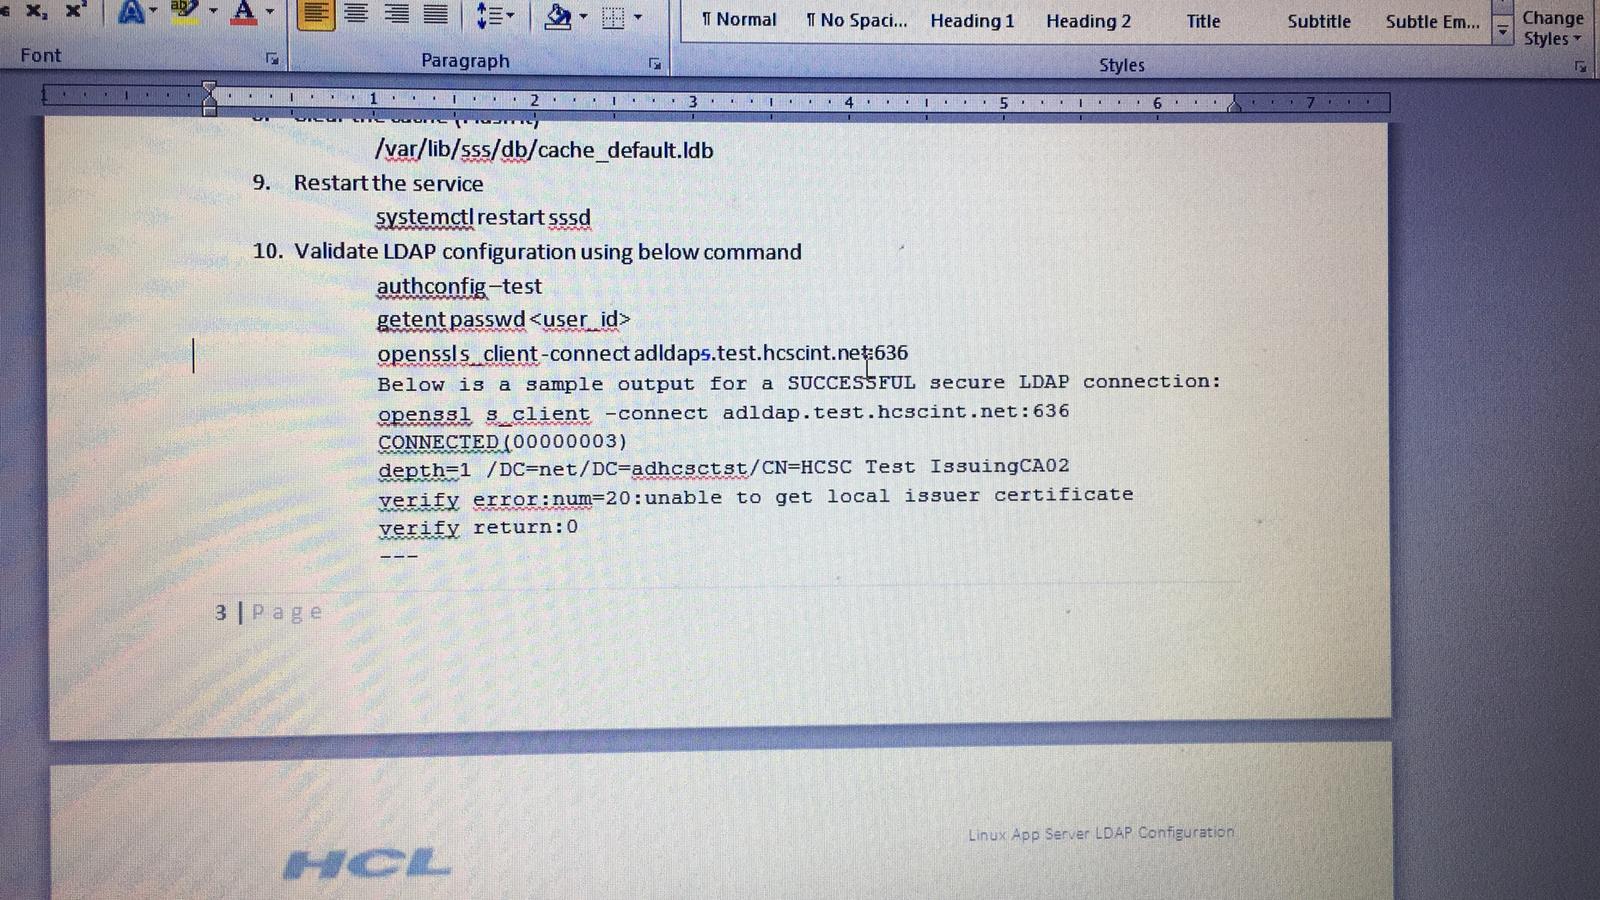 ¶ Normal
¶ No Spaci...
Heading 1
Heading 2
Title
Subtitle
Subtle Em...
Change
Styles
Font
Paragraph
Styles
1 2 3 4 5 6 7
/var/lib/sss/db/cache_default.ldb
9. Restart the service
systemctl restart sssd
10. Validate LDAP configuration using below command
authconfig –test
getent passwd <user_id>
openssl s_client -connect adldaps.test.hcscint.net:636
Below is a sample output for a SUCCESSFUL secure LDAP connection:
openssl s_client -connect adldap.test.hcscint.net:636
CONNECTED(00000003)
depth=1 /DC=net/DC=adhcsctst/CN=HCSC Test IssuingCA02
verify error:num=20:unable to get local issuer certificate
verify return:0
---
3 | Page
Linux App Server LDAP Configuration
HCL